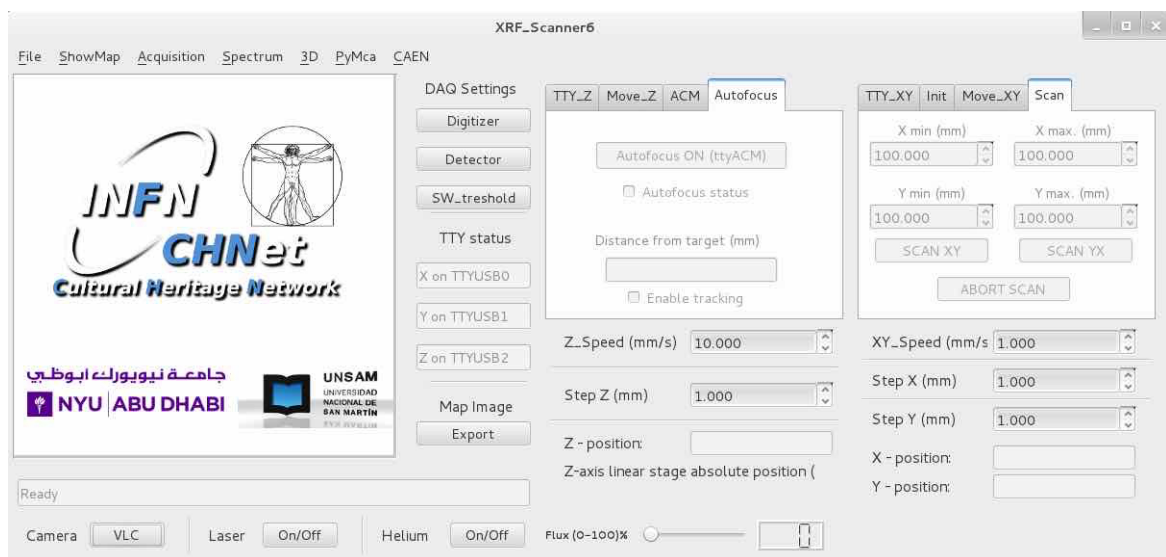 XRF_Scanner6
File ShowMap Acquisition Spectrum 3D PyMca CAEN
INFN
CHNet
Cultural Heritage Network
جامعة نيويورك أبوظبي
NYU ABU DHABI
UNSAM
UNIVERSIDAD
NACIONAL DE
SAN MARTÍN
DAQ Settings
Digitizer
Detector
SW_treshold
TTY status
X on TTYUSB0
Y on TTYUSB1
Z on TTYUSB2
Map Image
Export
TTY_Z Move_Z ACM Autofocus
Autofocus ON (ttyACM)
Autofocus status
Distance from target (mm)
Enable tracking
Z_Speed (mm/s) 10.000
Step Z (mm) 1.000
Z - position:
Z-axis linear stage absolute position (
TTY_XY Init Move_XY Scan
X min (mm) X max. (mm)
100.000 100.000
Y min (mm) Y max. (mm)
100.000 100.000
SCAN XY SCAN YX
ABORT SCAN
XY_Speed (mm/s 1.000
Step X (mm) 1.000
Step Y (mm) 1.000
X - position:
Y - position:
Ready
Camera VLC Laser On/Off Helium On/Off Flux (0-100)% 0